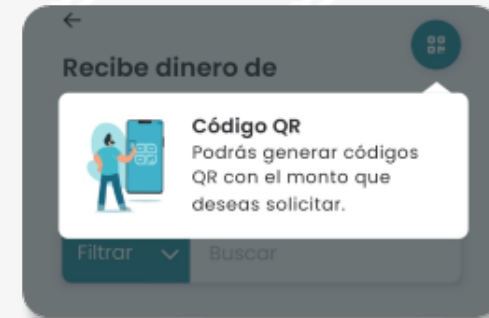 Recibe dinero de
Código QR
Podrás generar códigos
QR con el monto que
deseas solicitar.
Filtrar
Buscar